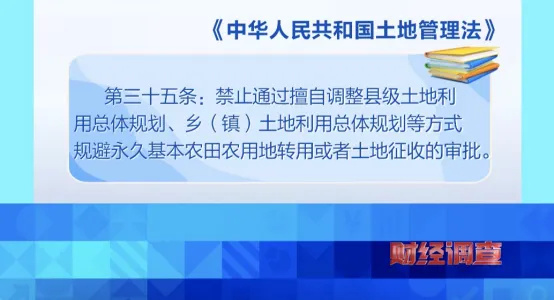 《中华人民共和国土地管理法》
第三十五条：禁止通过擅自调整县级土地利
用总体规划、乡（镇）土地利用总体规划等方式
规避永久基本农田农用地转用或者土地征收的审批。
财经调查